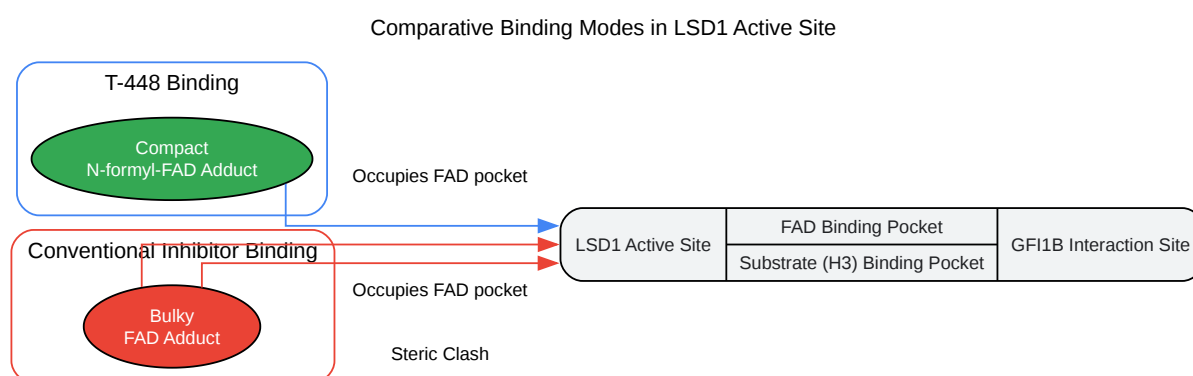 Comparative Binding Modes in LSD1 Active Site
T-448 Binding
Compact
N-formyl-FAD Adduct
Occupies FAD pocket
LSD1 Active Site
FAD Binding Pocket
Substrate (H3) Binding Pocket
GFI1B Interaction Site
Conventional Inhibitor Binding
Occupies FAD pocket
Bulky
FAD Adduct
Steric Clash